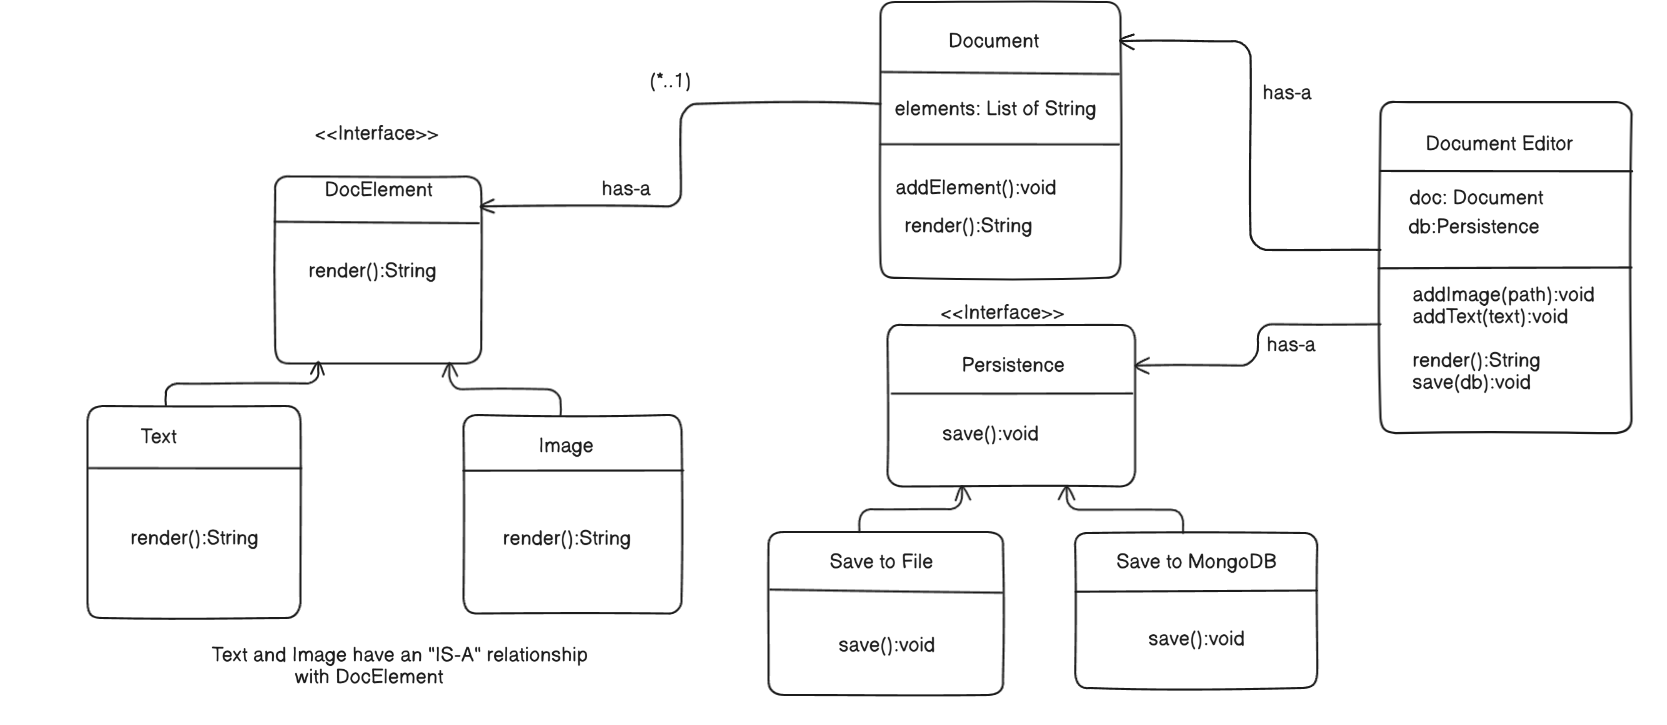 Document
elements: List of String
addElement():void
render():String
has-a
(*..1)
has-a
<<Interface>>
DocElement
render():String
Document Editor
doc: Document
db:Persistence
addImage(path):void
addText(text):void
render():String
save(db):void
<<Interface>>
Persistence
save():void
has-a
Text
render():String
Image
render():String
Save to File
save():void
Save to MongoDB
save():void
Text and Image have an "IS-A" relationship
with DocElement